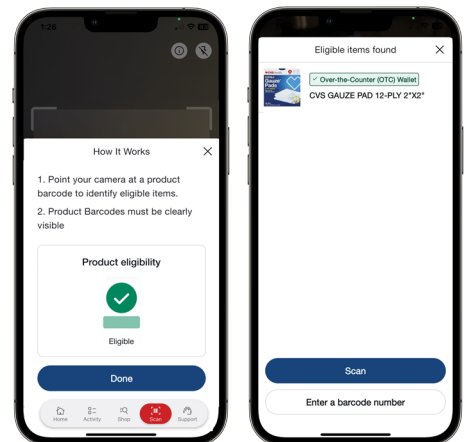 1:26
How It Works
1. Point your camera at a product
barcode to identify eligible items.
2. Product Barcodes must be clearly
visible
Product eligibility
Eligible
Done
Home
Activity
Shop
Scan
Support
Eligible items found
Gauze
Pads
Over-the-Counter (OTC) Wallet
CVS GAUZE PAD 12-PLY 2"X2"
Scan
Enter a barcode number